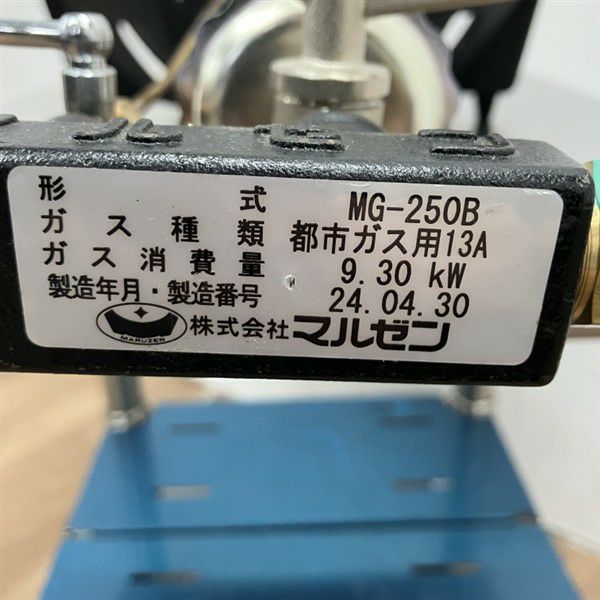 形式 MG-250B
ガス種類 都市ガス用13A
ガス消費量 9.30 kW
製造年月・製造番号 24.04.30
MARUZEN 株式会社マルゼン